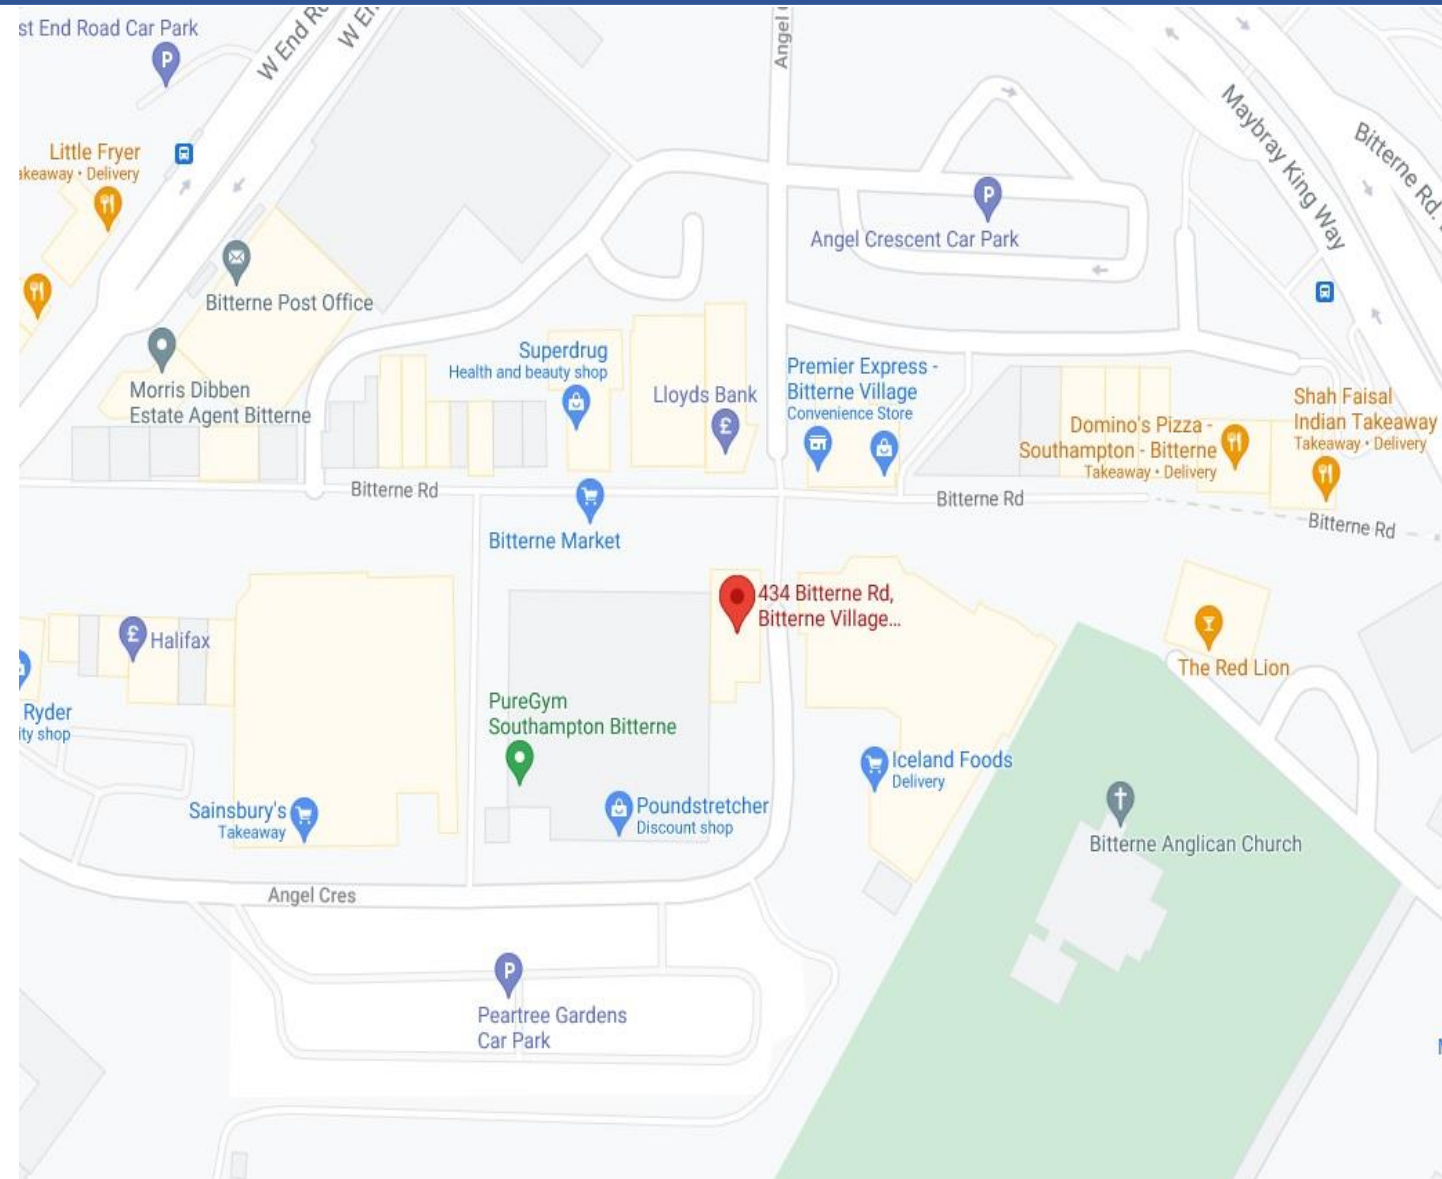 st End Road Car Park
W End Ro
W En
Angel C
Maybray King Way
Bitterne Rd.
Little Fryer
akeaway • Delivery
Angel Crescent Car Park
Bitterne Post Office
Superdrug
Health and beauty shop
Morris Dibben
Estate Agent Bitterne
Lloyds Bank
Premier Express -
Bitterne Village
Convenience Store
Domino's Pizza -
Southampton - Bitterne
Takeaway • Delivery
Shah Faisal
Indian Takeaway
Takeaway • Delivery
Bitterne Rd
Bitterne Rd
Bitterne Rd
Bitterne Market
434 Bitterne Rd,
Bitterne Village...
Halifax
The Red Lion
Ryder
ity shop
PureGym
Southampton Bitterne
Iceland Foods
Delivery
Sainsbury's
Takeaway
Poundstretcher
Discount shop
Bitterne Anglican Church
Angel Cres
Peartree Gardens
Car Park